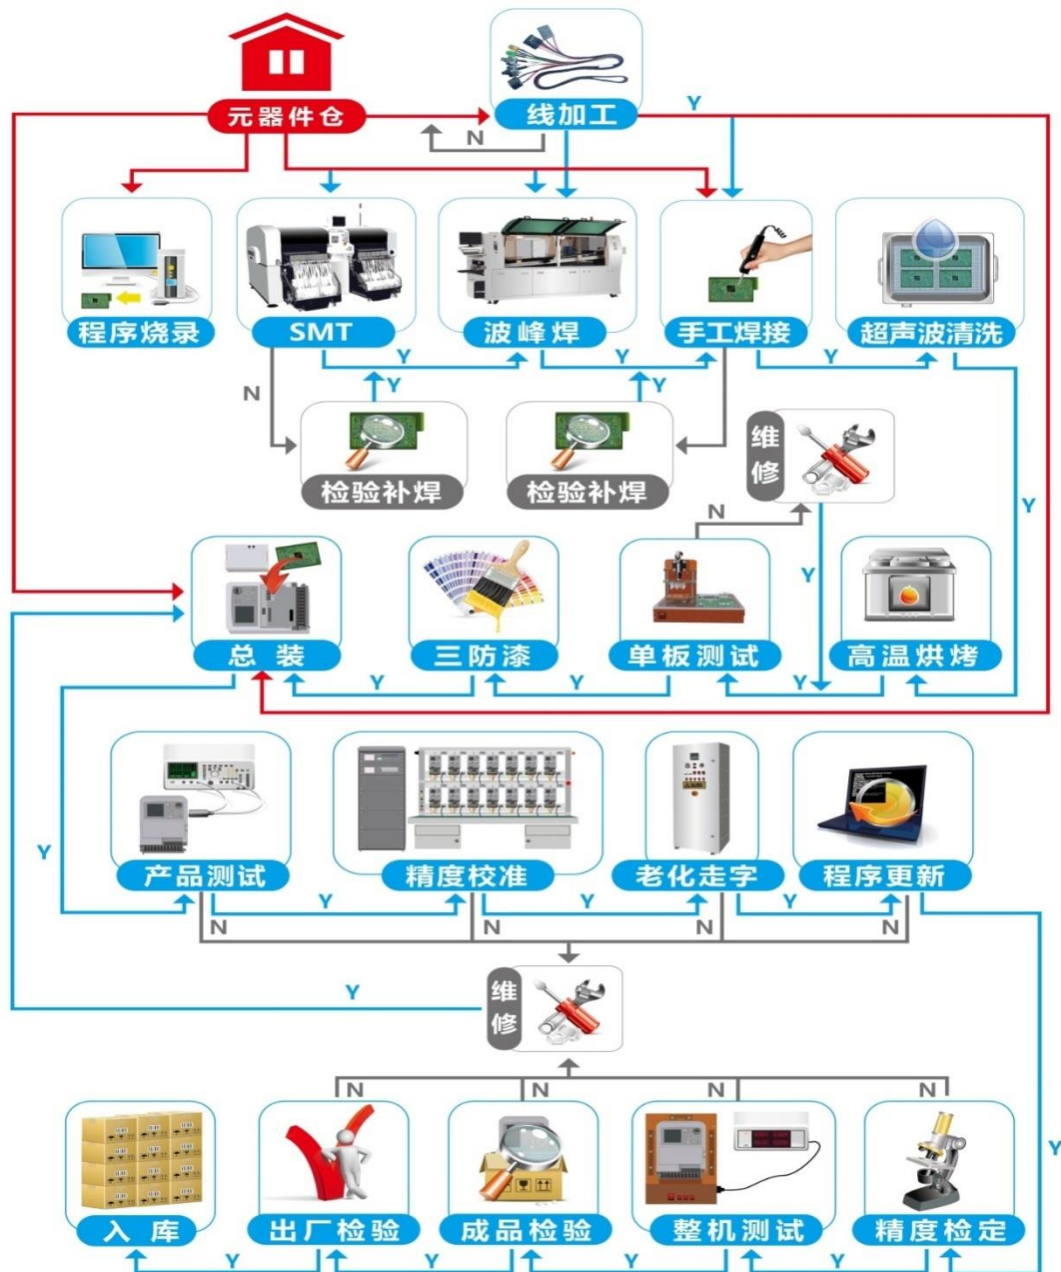 元器件仓
线加工
Y
N
程序烧录
SMT
波峰焊
手工焊接
超声波清洗
Y
Y
Y
N
Y
Y
检验补焊
检验补焊
维修
N
Y
Y
总装
三防漆
单板测试
高温烘烤
Y
Y
Y
产品测试
精度校准
老化走字
程序更新
Y
Y
Y
Y
N
N
N
N
维修
Y
N
N
N
N
Y
入库
出厂检验
成品检验
整机测试
精度检定
Y
Y
Y
Y